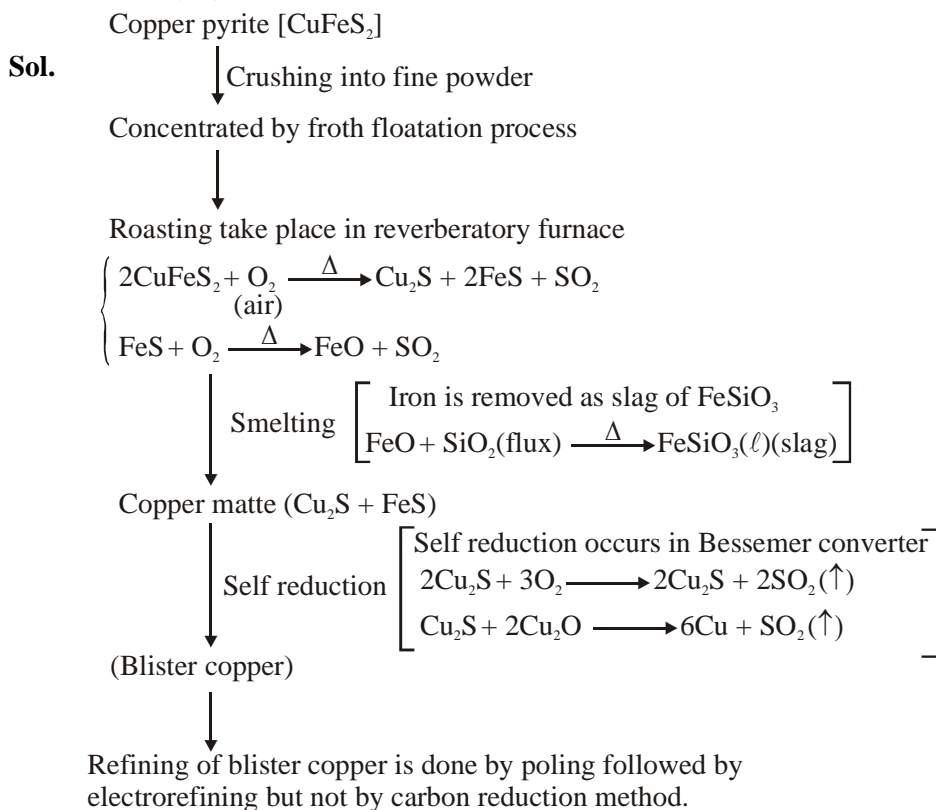 Copper pyrite [CuFeS₂]
Sol.
Crushing into fine powder
Concentrated by froth floatation process
Roasting take place in reverberatory furnace
2CuFeS₂ + O₂ —Δ→ Cu₂S + 2FeS + SO₂
(air)
FeS + O₂ —Δ→ FeO + SO₂
Iron is removed as slag of FeSiO₃
Smelting
FeO + SiO₂(flux) —Δ→ FeSiO₃(ℓ)(slag)
Copper matte (Cu₂S + FeS)
Self reduction occurs in Bessemer converter
Self reduction
2Cu₂S + 3O₂ → 2Cu₂S + 2SO₂(↑)
Cu₂S + 2Cu₂O → 6Cu + SO₂(↑)
(Blister copper)
Refining of blister copper is done by poling followed by
electrorefining but not by carbon reduction method.